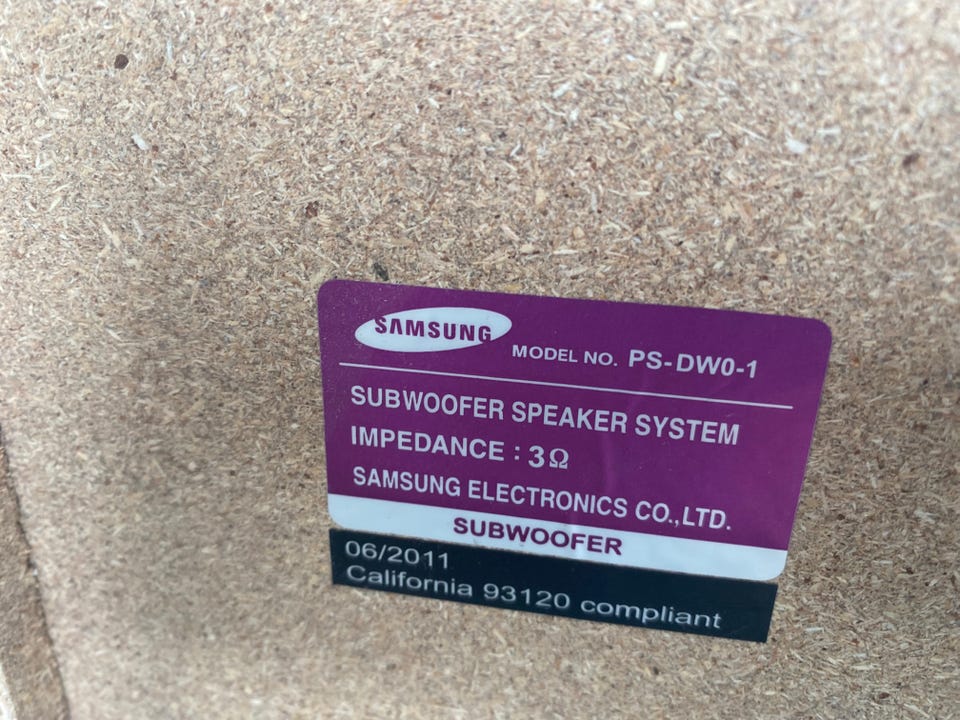 SAMSUNG
MODEL NO. PS-DW0-1
SUBWOOFER SPEAKER SYSTEM
IMPEDANCE : 3Ω
SAMSUNG ELECTRONICS CO.,LTD.
SUBWOOFER
06/2011
California 93120 compliant